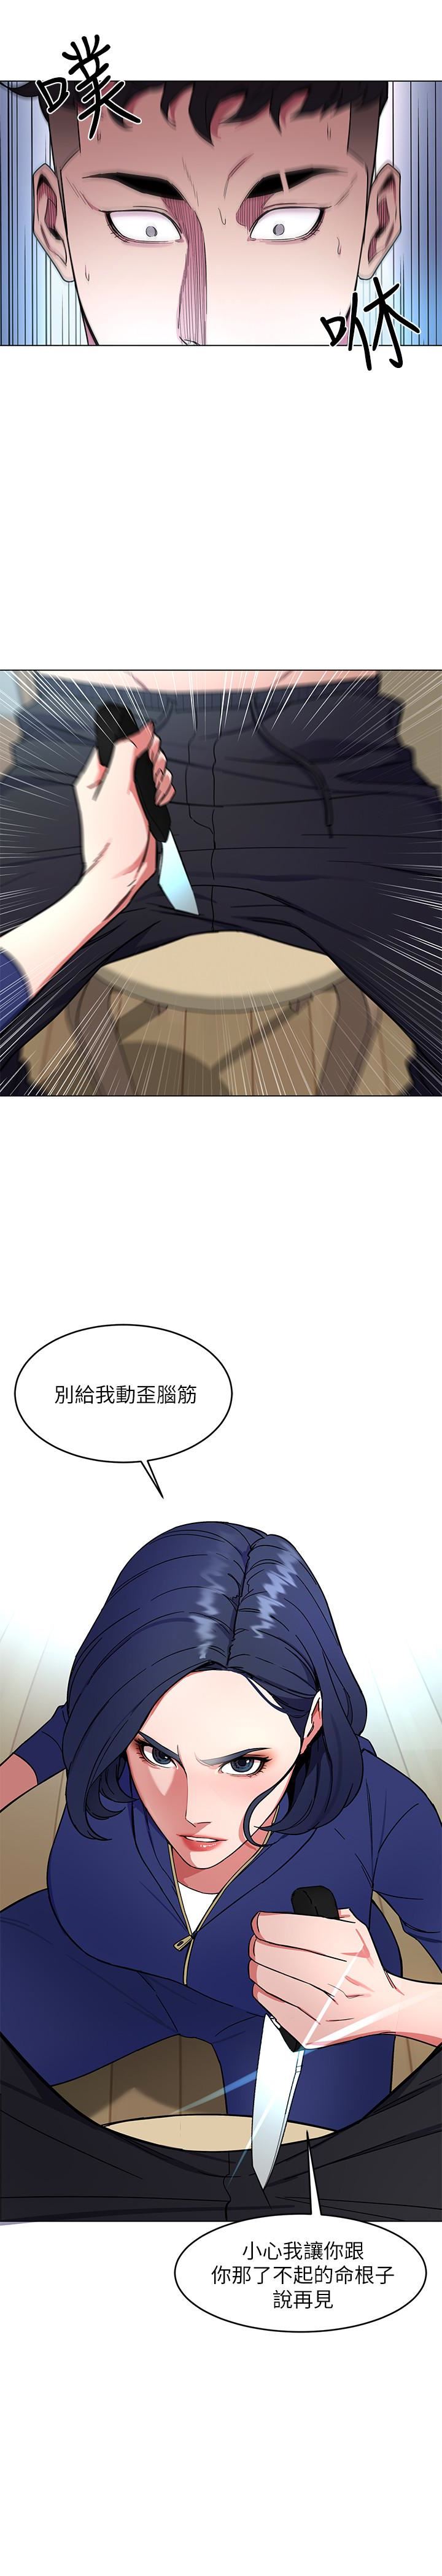 噗
咻
別給我動歪腦筋
小心我讓你跟
你那了不起的命根子
說再見